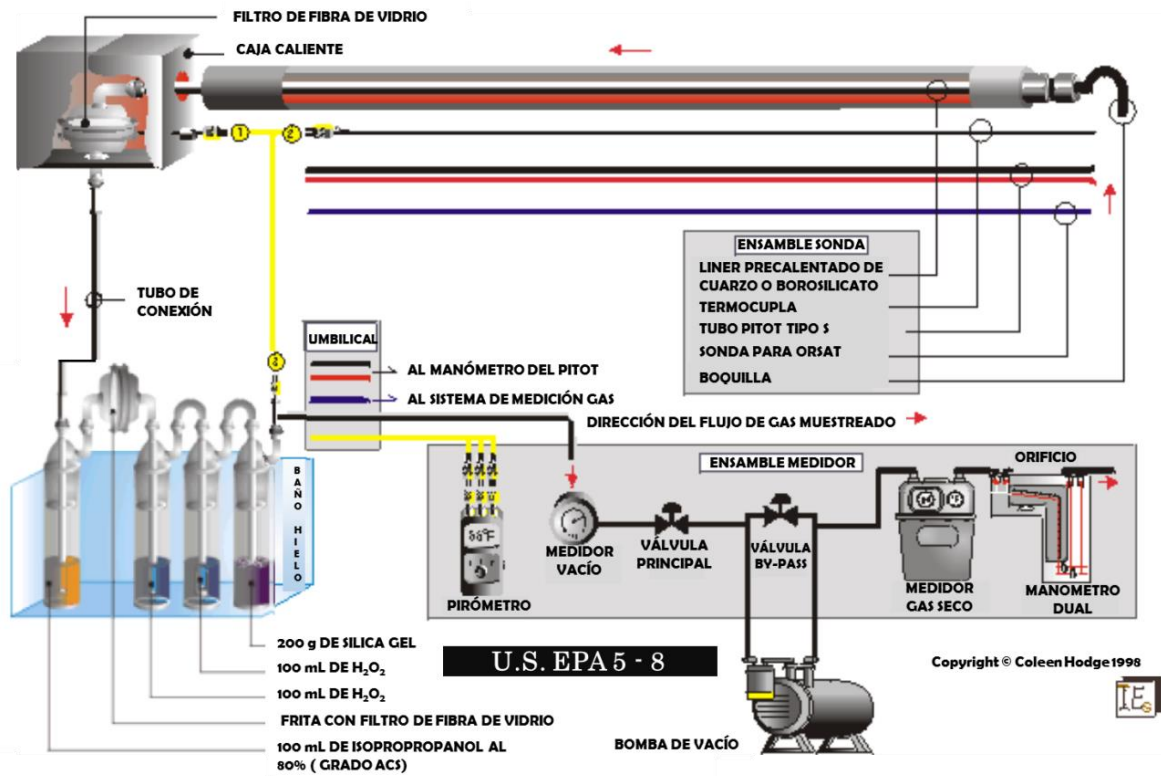 FILTRO DE FIBRA DE VIDRIO
CAJA CALIENTE
1
2
ENSAMBLE SONDA
LINER PRECALENTADO DE
CUARZO O BOROSILICATO
TERMOCUPLA
TUBO PITOT TIPO S
SONDA PARA ORSAT
BOQUILLA
TUBO DE
CONEXIÓN
UMBILICAL
AL MANÓMETRO DEL PITOT
AL SISTEMA DE MEDICIÓN GAS
DIRECCIÓN DEL FLUJO DE GAS MUESTREADO
3
BAÑO HIELO
ENSAMBLE MEDIDOR
ORIFICIO
PIRÓMETRO
MEDIDOR
VACÍO
VÁLVULA
PRINCIPAL
VÁLVULA
BY-PASS
MEDIDOR
GAS SECO
MANOMETRO
DUAL
200 g DE SILICA GEL
100 mL DE H₂O₂
100 mL DE H₂O₂
FRITA CON FILTRO DE FIBRA DE VIDRIO
100 mL DE ISOPROPROPANOL AL
80% ( GRADO ACS)
U.S. EPA 5 - 8
BOMBA DE VACÍO
Copyright © Coleen Hodge 1998